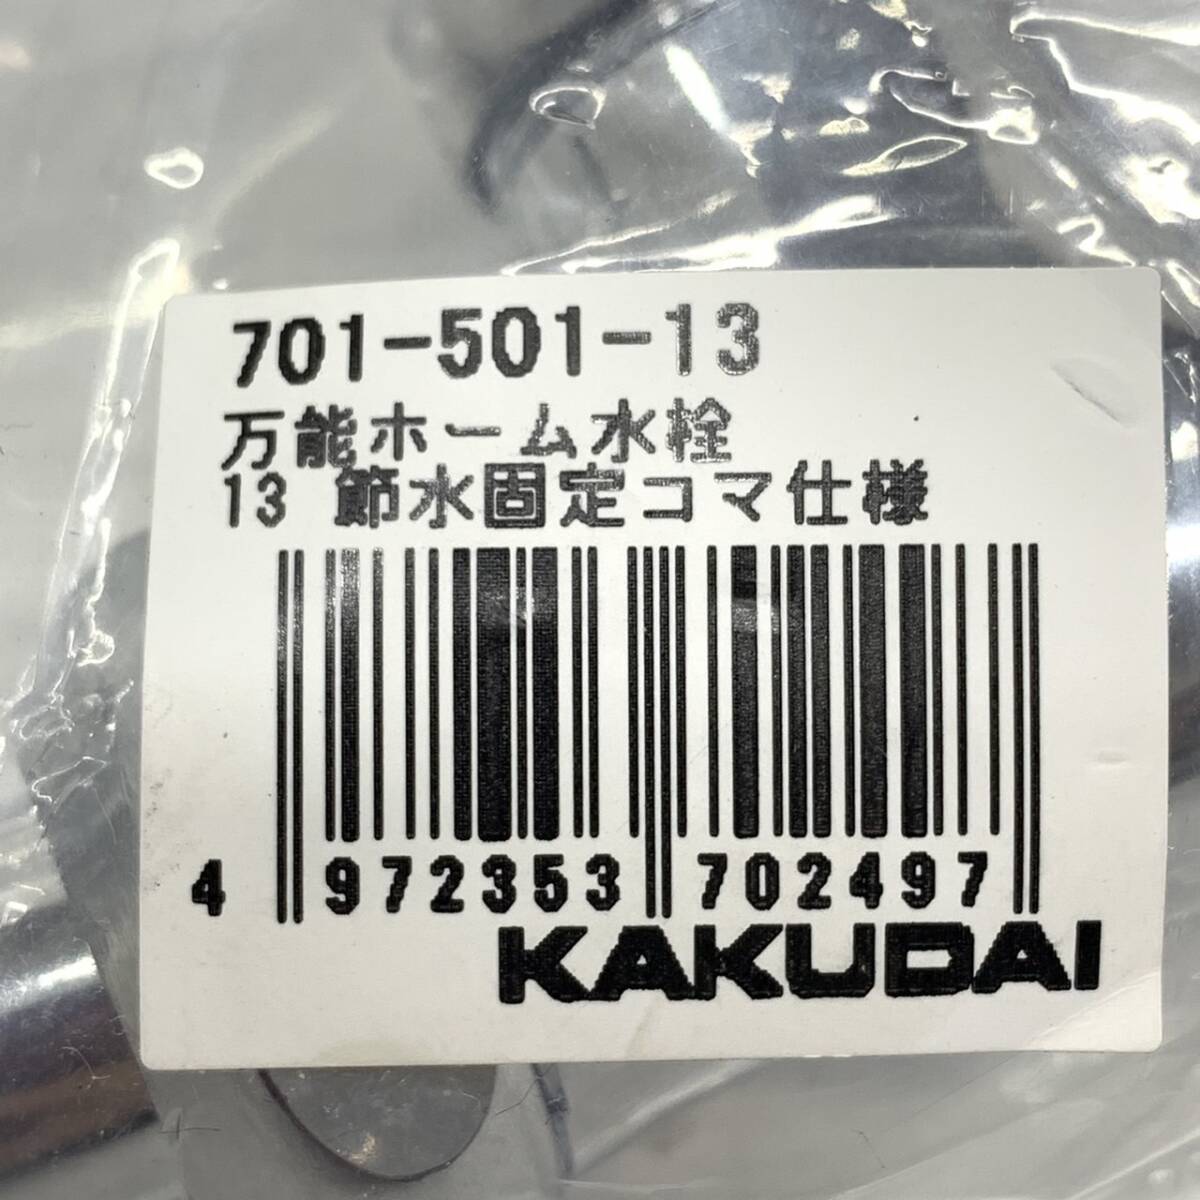 701-501-13
万能ホーム水栓
13 節水固定コマ仕様
4 972353 702497
KAKUDAI